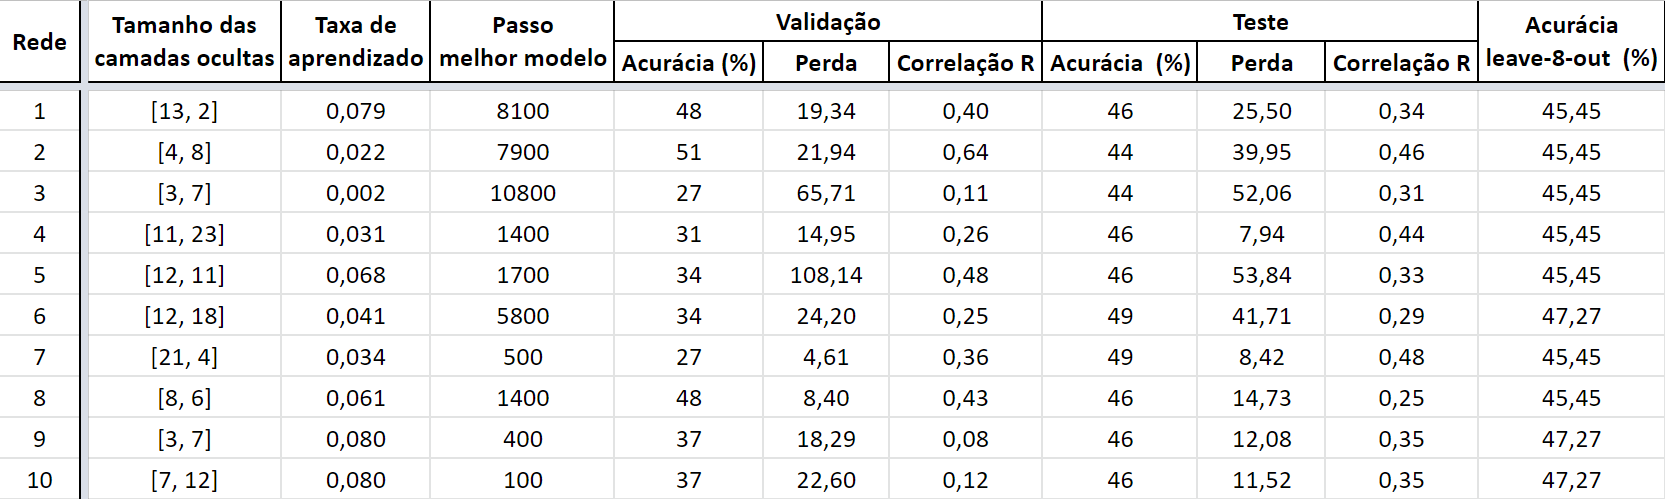 Rede Tamanho das camadas ocultas Taxa de aprendizado Passo melhor modelo Validação Teste Acurácia leave-8-out (%)
Acurácia (%) Perda Correlação R Acurácia (%) Perda Correlação R
1 [13, 2] 0,079 8100 48 19,34 0,40 46 25,50 0,34 45,45
2 [4, 8] 0,022 7900 51 21,94 0,64 44 39,95 0,46 45,45
3 [3, 7] 0,002 10800 27 65,71 0,11 44 52,06 0,31 45,45
4 [11, 23] 0,031 1400 31 14,95 0,26 46 7,94 0,44 45,45
5 [12, 11] 0,068 1700 34 108,14 0,48 46 53,84 0,33 45,45
6 [12, 18] 0,041 5800 34 24,20 0,25 49 41,71 0,29 47,27
7 [21, 4] 0,034 500 27 4,61 0,36 49 8,42 0,48 45,45
8 [8, 6] 0,061 1400 48 8,40 0,43 46 14,73 0,25 45,45
9 [3, 7] 0,080 400 37 18,29 0,08 46 12,08 0,35 47,27
10 [7, 12] 0,080 100 37 22,60 0,12 46 11,52 0,35 47,27